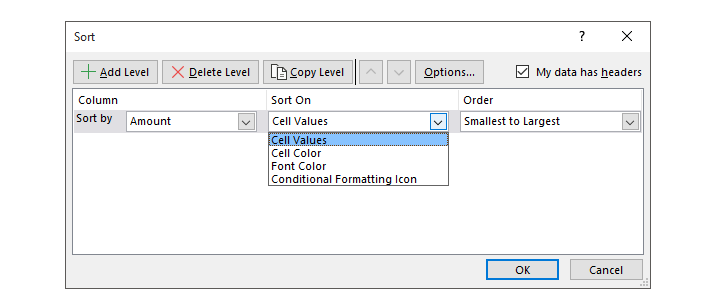 Sort ?
Add Level Delete Level Copy Level Options... My data has headers
Column Sort On Order
Sort by Amount Cell Values Smallest to Largest
Cell Values
Cell Color
Font Color
Conditional Formatting Icon
OK Cancel